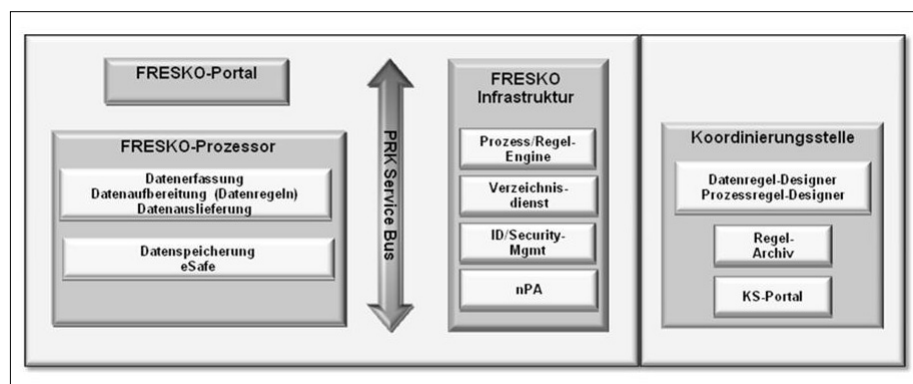 FRESKO-Portal
FRESKO-Prozessor
Datenerfassung
Datenaufbereitung (Datenregeln)
Datenauslieferung
Datenspeicherung
eSafe
PRK Service Bus
FRESKO
Infrastruktur
Prozess/Regel-
Engine
Verzeichnis-
dienst
ID/Security-
Mgmt
nPA
Koordinierungsstelle
Datenregel-Designer
Prozessregel-Designer
Regel-
Archiv
KS-Portal